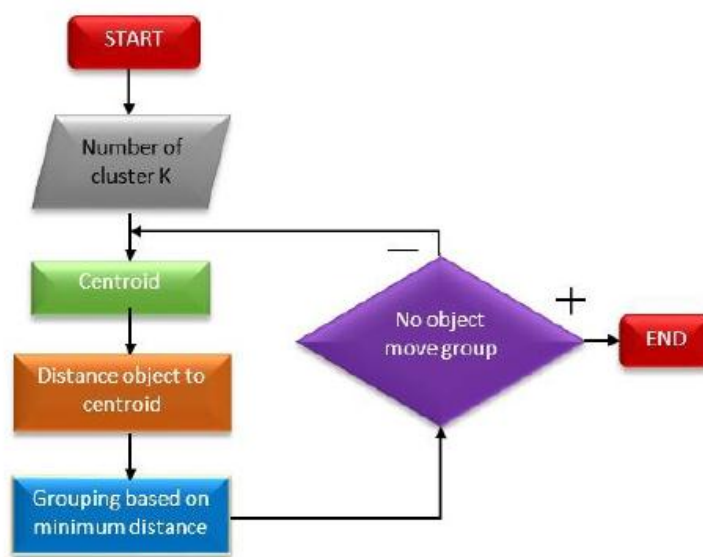 START
Number of
cluster K
Centroid
Distance object to
centroid
Grouping based on
minimum distance
—
No object
move group
+
END